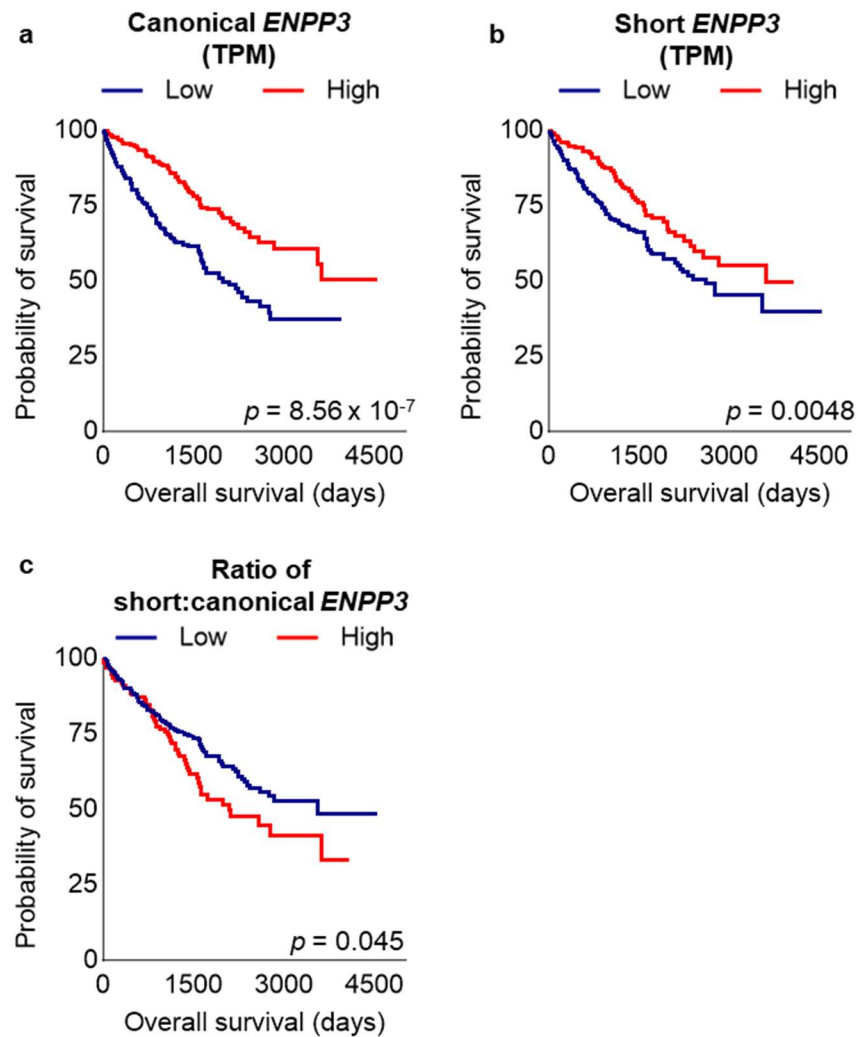 a
Canonical ENPP3
(TPM)
Low High
100
75
50
25
0
Probability of survival
p = 8.56 x 10-7
0 1500 3000 4500
Overall survival (days)
b
Short ENPP3
(TPM)
Low High
100
75
50
25
0
Probability of survival
p = 0.0048
0 1500 3000 4500
Overall survival (days)
c
Ratio of
short:canonical ENPP3
Low High
100
75
50
25
0
Probability of survival
p = 0.045
0 1500 3000 4500
Overall survival (days)